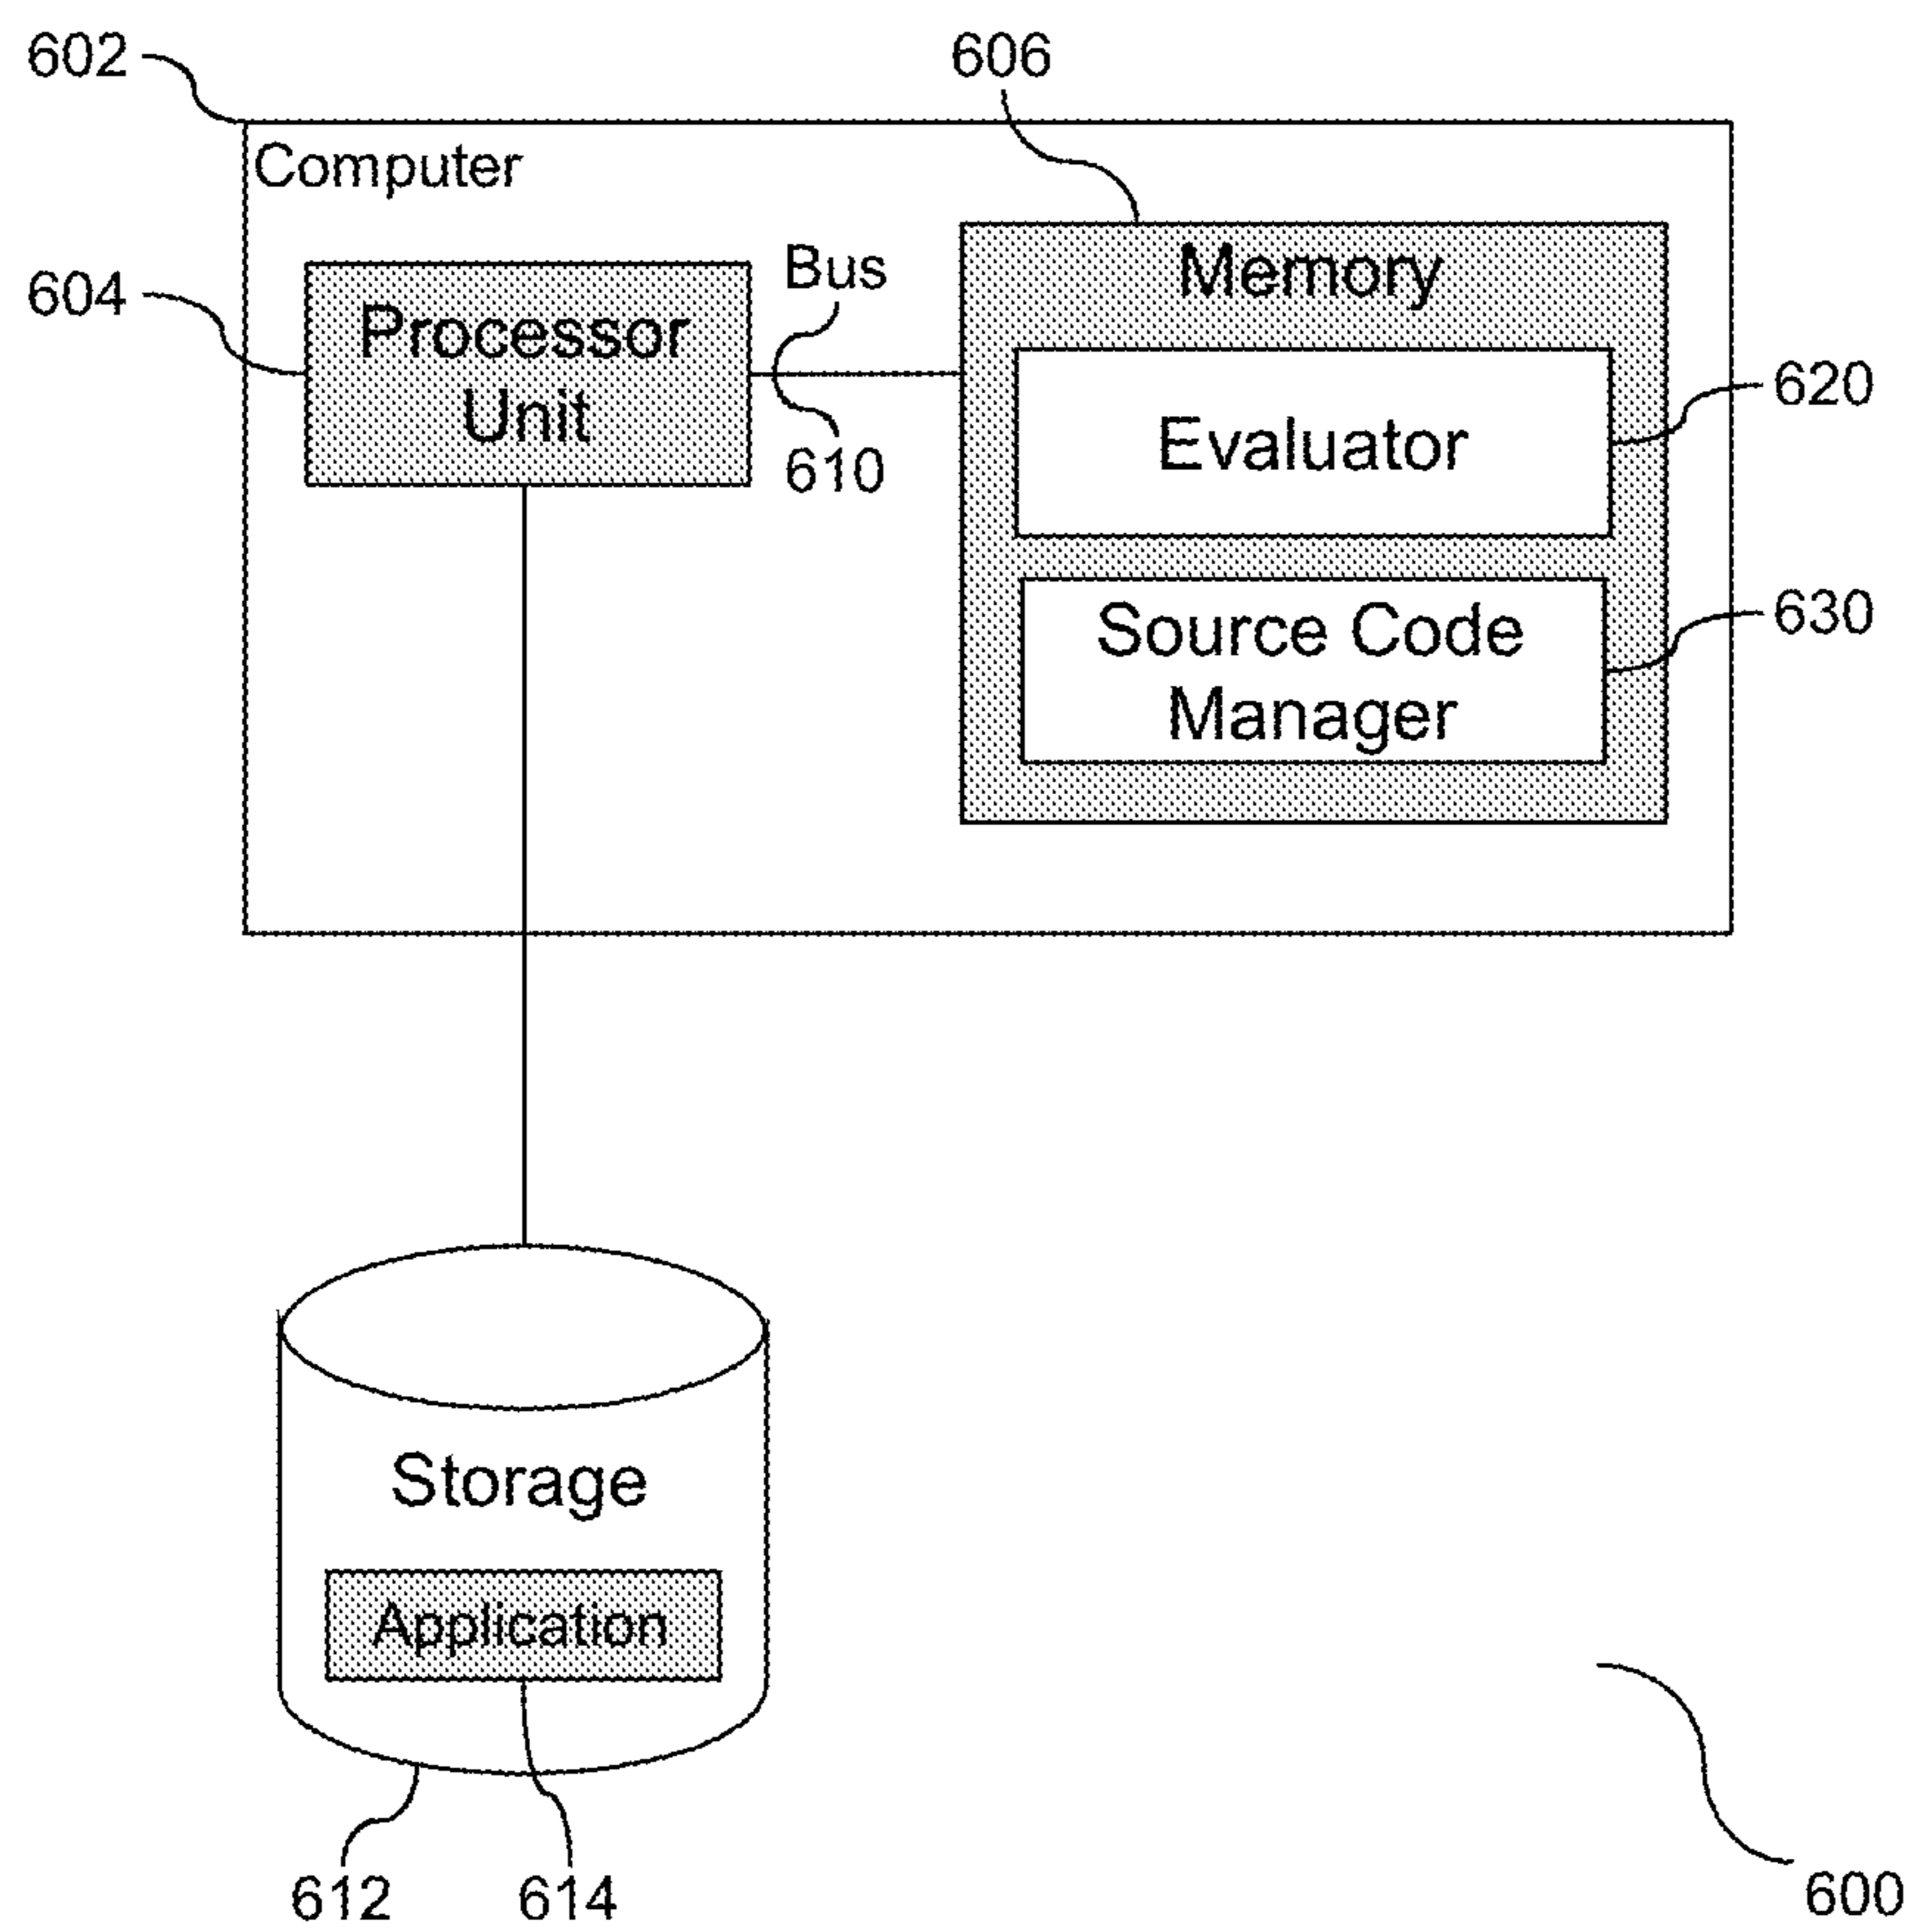 602
606
Computer
Bus
Memory
604
Processor
Unit
620
Evaluator
610
Source Code
Manager
630
Storage
Application
612
614
600